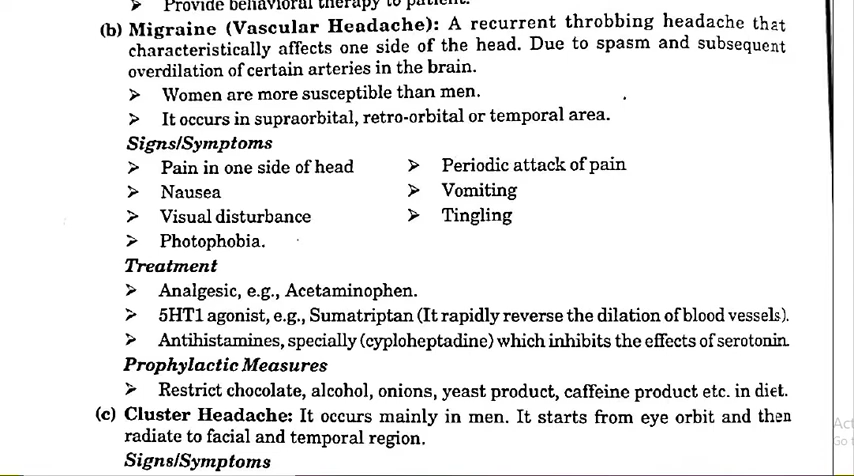 ➤ Provide behavioral therapy to patient.
(b) Migraine (Vascular Headache): A recurrent throbbing headache that
characteristically affects one side of the head. Due to spasm and subsequent
overdilation of certain arteries in the brain.
➤ Women are more susceptible than men.
➤ It occurs in supraorbital, retro-orbital or temporal area.
Signs/Symptoms
➤ Pain in one side of head ➤ Periodic attack of pain
➤ Nausea ➤ Vomiting
➤ Visual disturbance ➤ Tingling
➤ Photophobia.
Treatment
➤ Analgesic, e.g., Acetaminophen.
➤ 5HT1 agonist, e.g., Sumatriptan (It rapidly reverse the dilation of blood vessels).
➤ Antihistamines, specially (cyploheptadine) which inhibits the effects of serotonin.
Prophylactic Measures
➤ Restrict chocolate, alcohol, onions, yeast product, caffeine product etc. in diet.
(c) Cluster Headache: It occurs mainly in men. It starts from eye orbit and then
radiate to facial and temporal region.
Signs/Symptoms